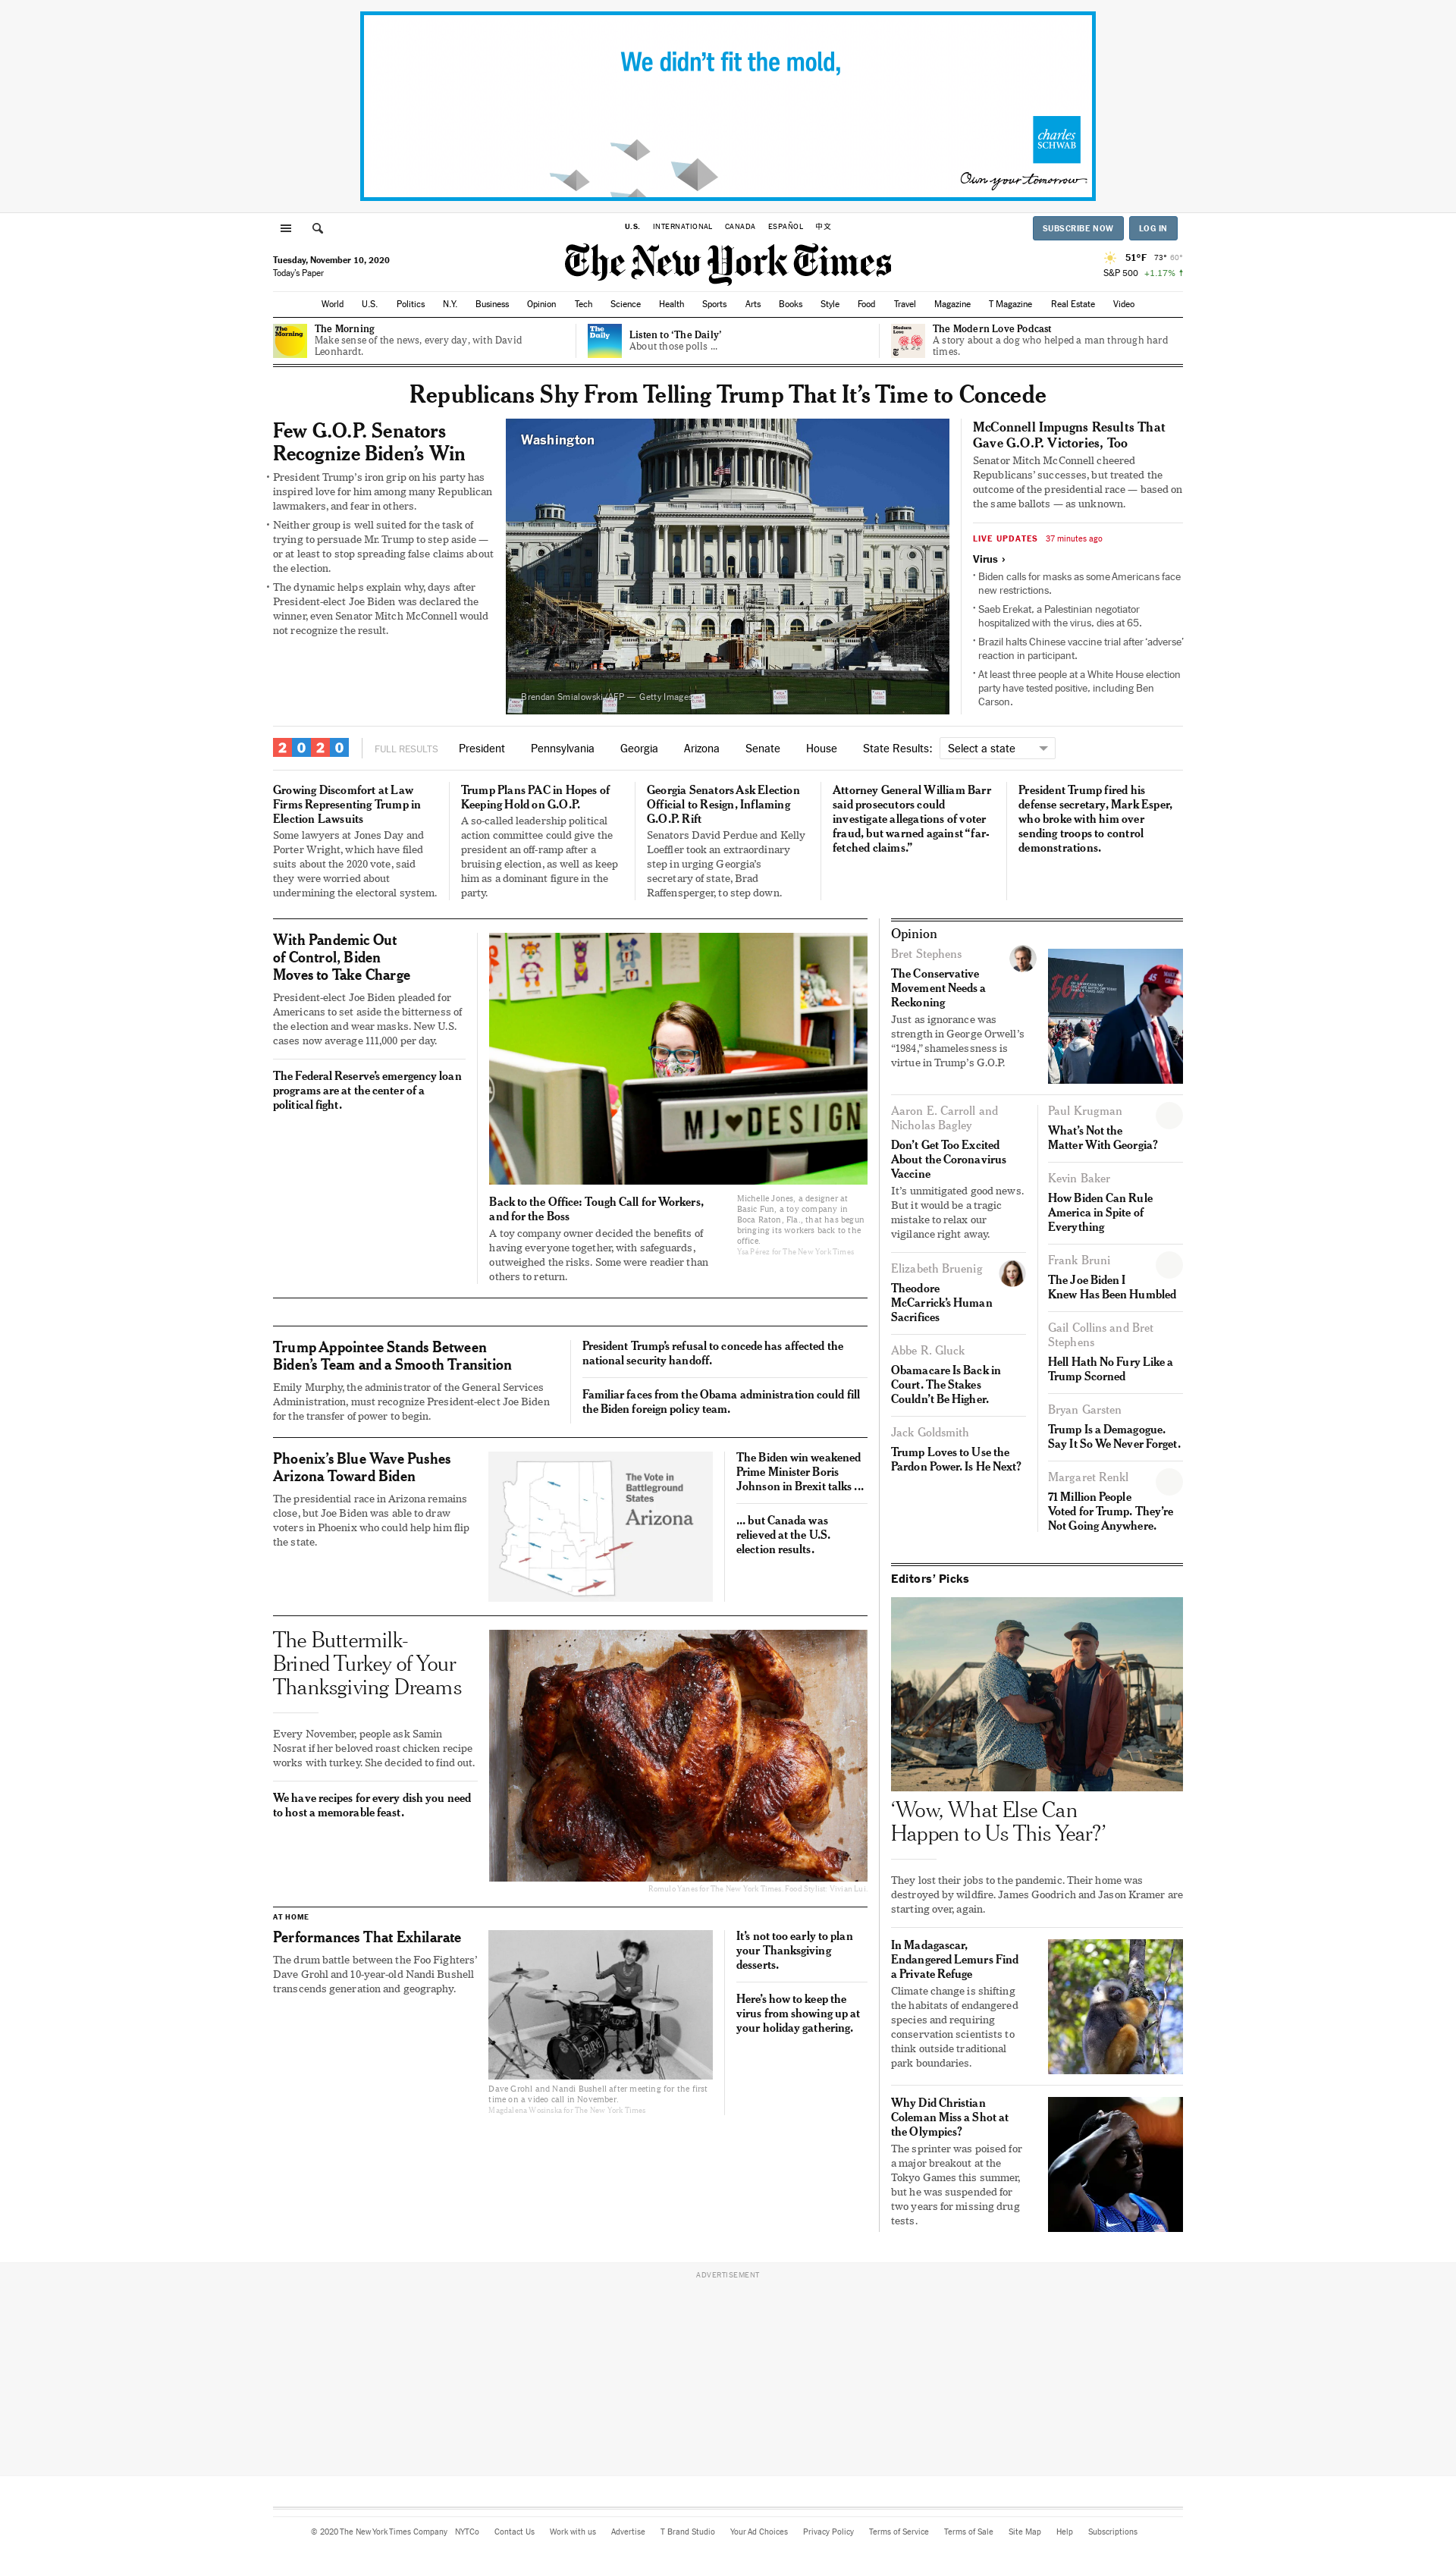 We didn't fit the mold,
charles
SCHWAB
Own your tomorrow.
U.S. INTERNATIONAL CANADA ESPAÑOL 中文
SUBSCRIBE NOW LOG IN
The New York Times
Tuesday, November 10, 2020
Today's Paper
51°F 73° 60°
S&P 500 +1.17% ↑
World U.S. Politics N.Y. Business Opinion Tech Science Health Sports Arts Books Style Food Travel Magazine T Magazine Real Estate Video
The Morning
The Morning
Make sense of the news, every day, with David
Leonhardt.
The Daily
Listen to ‘The Daily’
About those polls ...
Modern Love
The Modern Love Podcast
A story about a dog who helped a man through hard
times.
Republicans Shy From Telling Trump That It’s Time to Concede
Few G.O.P. Senators
Recognize Biden’s Win
• President Trump’s iron grip on his party has
inspired love for him among many Republican
lawmakers, and fear in others.
• Neither group is well suited for the task of
trying to persuade Mr. Trump to step aside —
or at least to stop spreading false claims about
the election.
• The dynamic helps explain why, days after
President-elect Joe Biden was declared the
winner, even Senator Mitch McConnell would
not recognize the result.
Washington
Brendan Smialowski/AFP — Getty Images
McConnell Impugns Results That
Gave G.O.P. Victories, Too
Senator Mitch McConnell cheered
Republicans’ successes, but treated the
outcome of the presidential race — based on
the same ballots — as unknown.
LIVE UPDATES 37 minutes ago
Virus ›
• Biden calls for masks as some Americans face
new restrictions.
• Saeb Erekat, a Palestinian negotiator
hospitalized with the virus, dies at 65.
• Brazil halts Chinese vaccine trial after ‘adverse’
reaction in participant.
• At least three people at a White House election
party have tested positive, including Ben
Carson.
2020 FULL RESULTS President Pennsylvania Georgia Arizona Senate House State Results: Select a state
Growing Discomfort at Law
Firms Representing Trump in
Election Lawsuits
Some lawyers at Jones Day and
Porter Wright, which have filed
suits about the 2020 vote, said
they were worried about
undermining the electoral system.
Trump Plans PAC in Hopes of
Keeping Hold on G.O.P.
A so-called leadership political
action committee could give the
president an off-ramp after a
bruising election, as well as keep
him as a dominant figure in the
party.
Georgia Senators Ask Election
Official to Resign, Inflaming
G.O.P. Rift
Senators David Perdue and Kelly
Loeffler took an extraordinary
step in urging Georgia’s
secretary of state, Brad
Raffensperger, to step down.
Attorney General William Barr
said prosecutors could
investigate allegations of voter
fraud, but warned against “far-
fetched claims.”
President Trump fired his
defense secretary, Mark Esper,
who broke with him over
sending troops to control
demonstrations.
With Pandemic Out
of Control, Biden
Moves to Take Charge
President-elect Joe Biden pleaded for
Americans to set aside the bitterness of
the election and wear masks. New U.S.
cases now average 111,000 per day.
The Federal Reserve’s emergency loan
programs are at the center of a
political fight.
MJ♥DESIGN
Back to the Office: Tough Call for Workers,
and for the Boss
A toy company owner decided the benefits of
having everyone together, with safeguards,
outweighed the risks. Some were readier than
others to return.
Michelle Jones, a designer at
Basic Fun, a toy company in
Boca Raton, Fla., that has begun
bringing its workers back to the
office.
Ysa Pérez for The New York Times
Trump Appointee Stands Between
Biden’s Team and a Smooth Transition
Emily Murphy, the administrator of the General Services
Administration, must recognize President-elect Joe Biden
for the transfer of power to begin.
President Trump’s refusal to concede has affected the
national security handoff.
Familiar faces from the Obama administration could fill
the Biden foreign policy team.
Phoenix’s Blue Wave Pushes
Arizona Toward Biden
The presidential race in Arizona remains
close, but Joe Biden was able to draw
voters in Phoenix who could help him flip
the state.
The Vote in
Battleground
States
Arizona
The Biden win weakened
Prime Minister Boris
Johnson in Brexit talks ...
... but Canada was
relieved at the U.S.
election results.
The Buttermilk-
Brined Turkey of Your
Thanksgiving Dreams
Every November, people ask Samin
Nosrat if her beloved roast chicken recipe
works with turkey. She decided to find out.
We have recipes for every dish you need
to host a memorable feast.
Romulo Yanes for The New York Times. Food Stylist: Vivian Lui.
AT HOME
Performances That Exhilarate
The drum battle between the Foo Fighters’
Dave Grohl and 10-year-old Nandi Bushell
transcends generation and geography.
Dave Grohl and Nandi Bushell after meeting for the first
time on a video call in November.
Magdalena Wosinska for The New York Times
It’s not too early to plan
your Thanksgiving
desserts.
Here’s how to keep the
virus from showing up at
your holiday gathering.
Opinion
Bret Stephens
The Conservative
Movement Needs a
Reckoning
Just as ignorance was
strength in George Orwell’s
“1984,” shamelessness is
virtue in Trump’s G.O.P.
56%
Aaron E. Carroll and
Nicholas Bagley
Don’t Get Too Excited
About the Coronavirus
Vaccine
It’s unmitigated good news.
But it would be a tragic
mistake to relax our
vigilance right away.
Elizabeth Bruenig
Theodore
McCarrick’s Human
Sacrifices
Abbe R. Gluck
Obamacare Is Back in
Court. The Stakes
Couldn’t Be Higher.
Jack Goldsmith
Trump Loves to Use the
Pardon Power. Is He Next?
Paul Krugman
What’s Not the
Matter With Georgia?
Kevin Baker
How Biden Can Rule
America in Spite of
Everything
Frank Bruni
The Joe Biden I
Knew Has Been Humbled
Gail Collins and Bret
Stephens
Hell Hath No Fury Like a
Trump Scorned
Bryan Garsten
Trump Is a Demagogue.
Say It So We Never Forget.
Margaret Renkl
71 Million People
Voted for Trump. They’re
Not Going Anywhere.
Editors’ Picks
‘Wow, What Else Can
Happen to Us This Year?’
They lost their jobs to the pandemic. Their home was
destroyed by wildfire. James Goodrich and Jason Kramer are
starting over, again.
In Madagascar,
Endangered Lemurs Find
a Private Refuge
Climate change is shifting
the habitats of endangered
species and requiring
conservation scientists to
think outside traditional
park boundaries.
Why Did Christian
Coleman Miss a Shot at
the Olympics?
The sprinter was poised for
a major breakout at the
Tokyo Games this summer,
but he was suspended for
two years for missing drug
tests.
ADVERTISEMENT
© 2020 The New York Times Company NYTCo Contact Us Work with us Advertise T Brand Studio Your Ad Choices Privacy Policy Terms of Service Terms of Sale Site Map Help Subscriptions